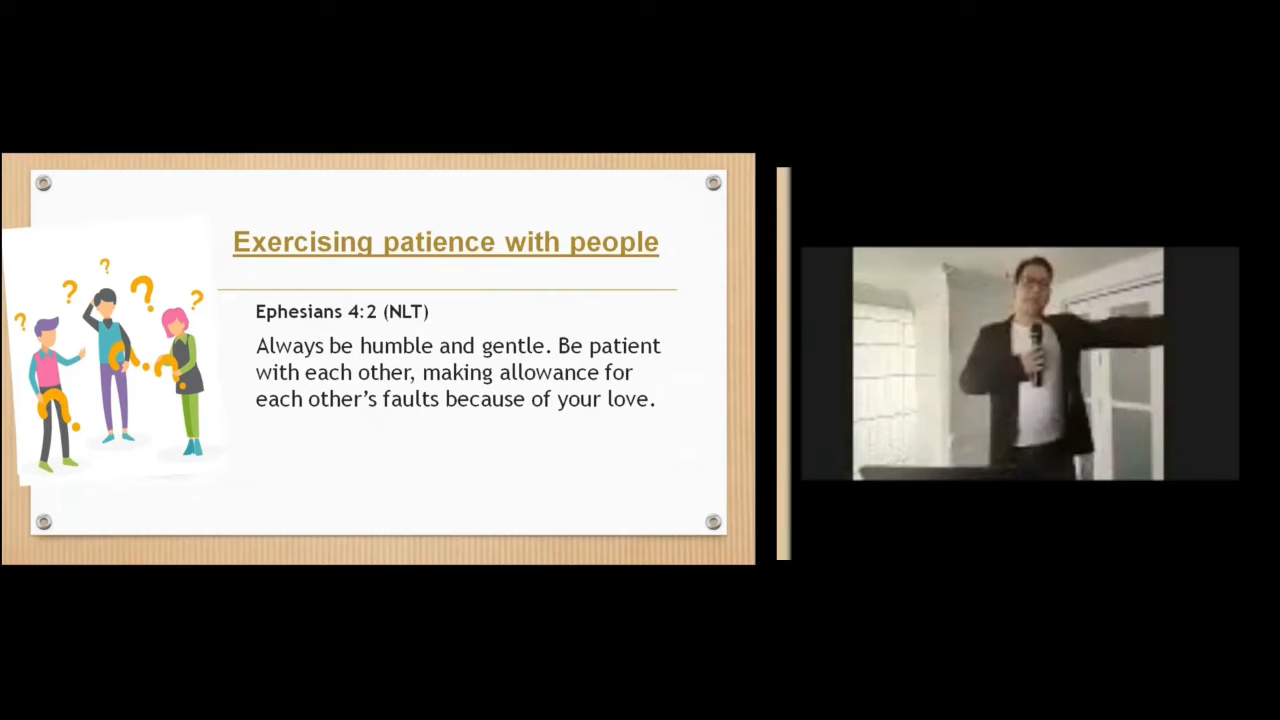 Exercising patience with people
Ephesians 4:2 (NLT)
Always be humble and gentle. Be patient
with each other, making allowance for
each other’s faults because of your love.